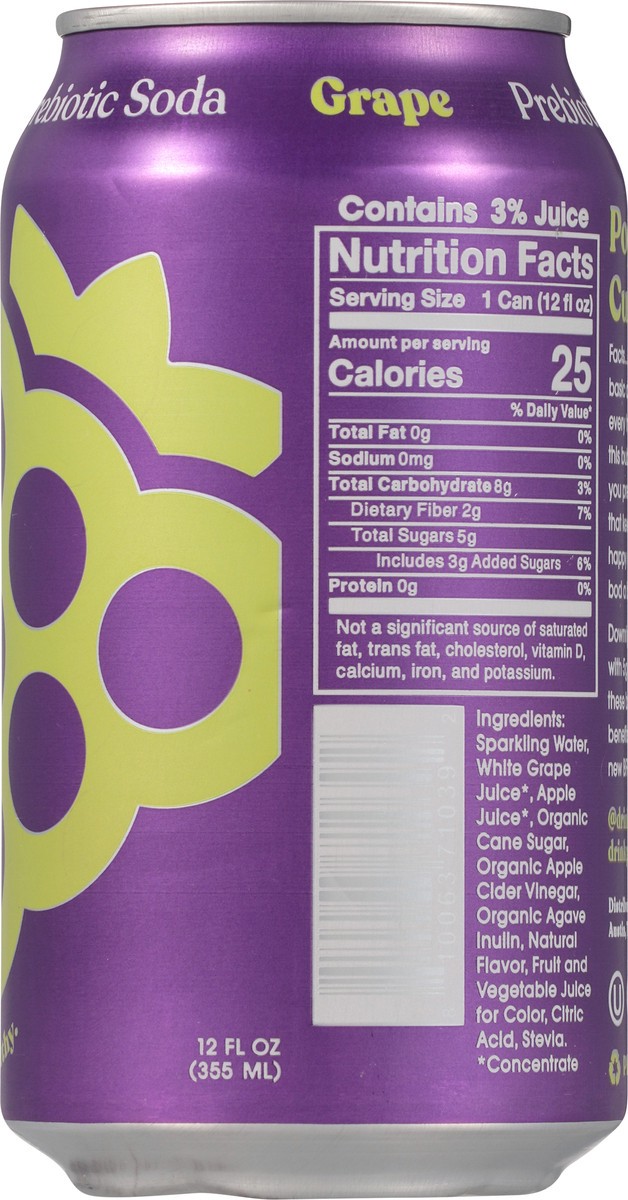 Prebiotic Soda
Grape
Contains 3% Juice
Nutrition Facts
Serving Size 1 Can (12 fl oz)
Amount per serving
Calories 25
% Daily Value*
Total Fat 0g 0%
Sodium 0mg 0%
Total Carbohydrate 8g 3%
Dietary Fiber 2g 7%
Total Sugars 5g
Includes 3g Added Sugars 6%
Protein 0g 0%
Not a significant source of saturated
fat, trans fat, cholesterol, vitamin D,
calcium, iron, and potassium.
Ingredients:
Sparkling Water,
White Grape
Juice*, Apple
Juice*, Organic
Cane Sugar,
Organic Apple
Cider Vinegar,
Organic Agave
Inulin, Natural
Flavor, Fruit and
Vegetable Juice
for Color, Citric
Acid, Stevia.
*Concentrate
12 FL OZ
(355 ML)